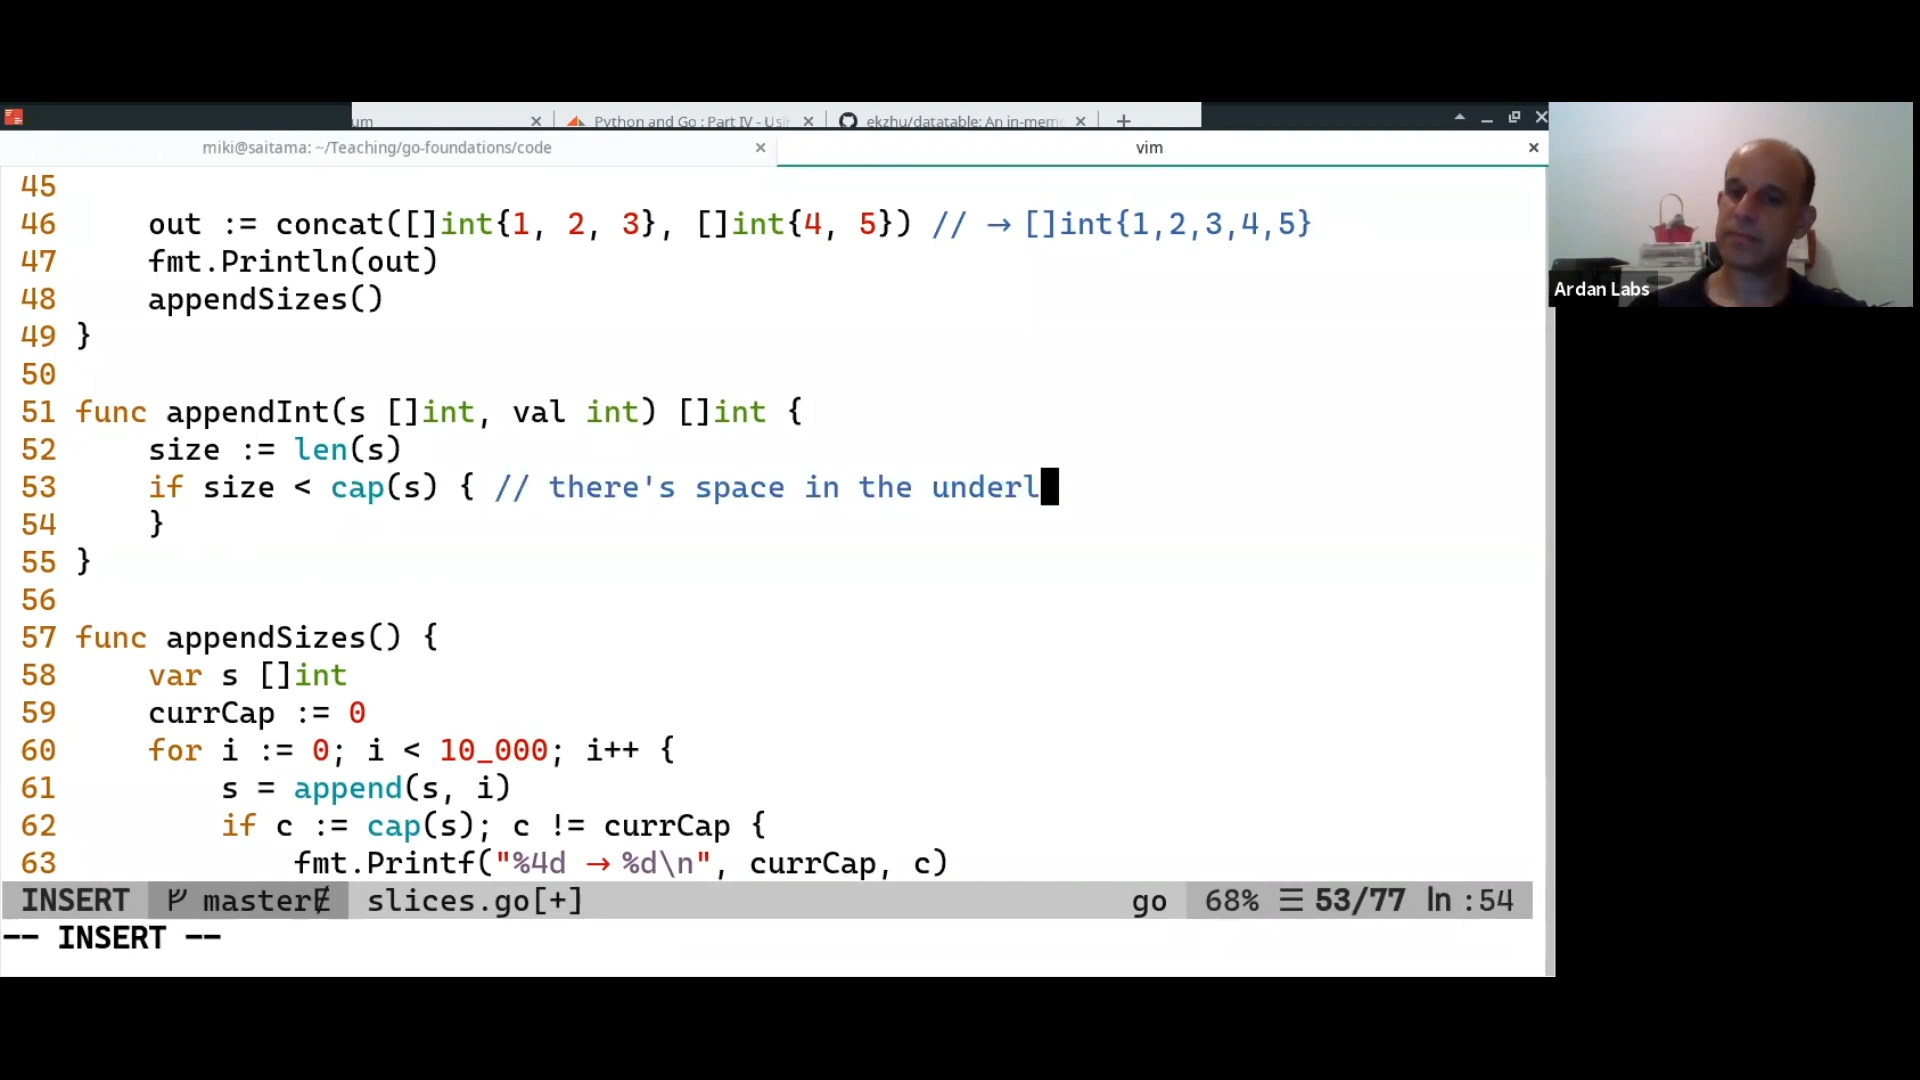 um
Python and Go : Part IV - Usi
ekzhu/datatable: An in-mem
miki@saitama: ~/Teaching/go-foundations/code
vim
45
46 out := concat([]int{1, 2, 3}, []int{4, 5}) // → []int{1,2,3,4,5}
47 fmt.Println(out)
48 appendSizes()
49 }
50
51 func appendInt(s []int, val int) []int {
52 size := len(s)
53 if size < cap(s) { // there's space in the underl
54 }
55 }
56
57 func appendSizes() {
58 var s []int
59 currCap := 0
60 for i := 0; i < 10_000; i++ {
61 s = append(s, i)
62 if c := cap(s); c != currCap {
63 fmt.Printf("%4d → %d\n", currCap, c)
INSERT master slices.go[+] go 68% ☰ 53/77 ln :54
-- INSERT --
Ardan Labs